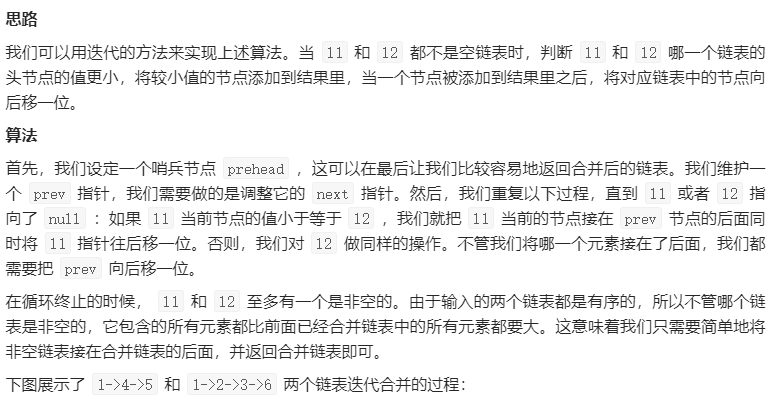 思路
我们可以用迭代的方法来实现上述算法。当 l1 和 l2 都不是空链表时，判断 l1 和 l2 哪一个链表的
头节点的值更小，将较小值的节点添加到结果里，当一个节点被添加到结果里之后，将对应链表中的节点向
后移一位。
算法
首先，我们设定一个哨兵节点 prehead ，这可以在最后让我们比较容易地返回合并后的链表。我们维护一
个 prev 指针，我们需要做的是调整它的 next 指针。然后，我们重复以下过程，直到 l1 或者 l2 指
向了 null ：如果 l1 当前节点的值小于等于 l2 ，我们就把 l1 当前的节点接在 prev 节点的后面同
时将 l1 指针往后移一位。否则，我们对 l2 做同样的操作。不管我们将哪一个元素接在了后面，我们都
需要把 prev 向后移一位。
在循环终止的时候， l1 和 l2 至多有一个是非空的。由于输入的两个链表都是有序的，所以不管哪个链
表是非空的，它包含的所有元素都比前面已经合并链表中的所有元素都要大。这意味着我们只需要简单地将
非空链表接在合并链表的后面，并返回合并链表即可。
下图展示了 1->4->5 和 1->2->3->6 两个链表迭代合并的过程：